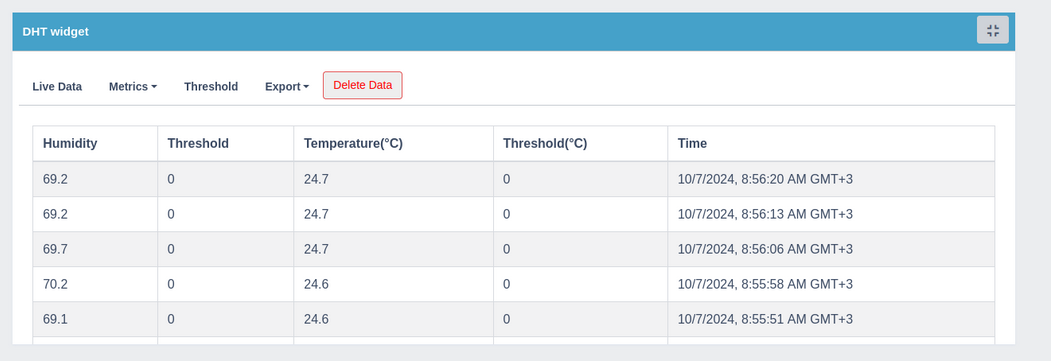 DHT widget
Live Data Metrics Threshold Export Delete Data
Humidity Threshold Temperature(°C) Threshold(°C) Time
69.2 0 24.7 0 10/7/2024, 8:56:20 AM GMT+3
69.2 0 24.7 0 10/7/2024, 8:56:13 AM GMT+3
69.7 0 24.7 0 10/7/2024, 8:56:06 AM GMT+3
70.2 0 24.6 0 10/7/2024, 8:55:58 AM GMT+3
69.1 0 24.6 0 10/7/2024, 8:55:51 AM GMT+3